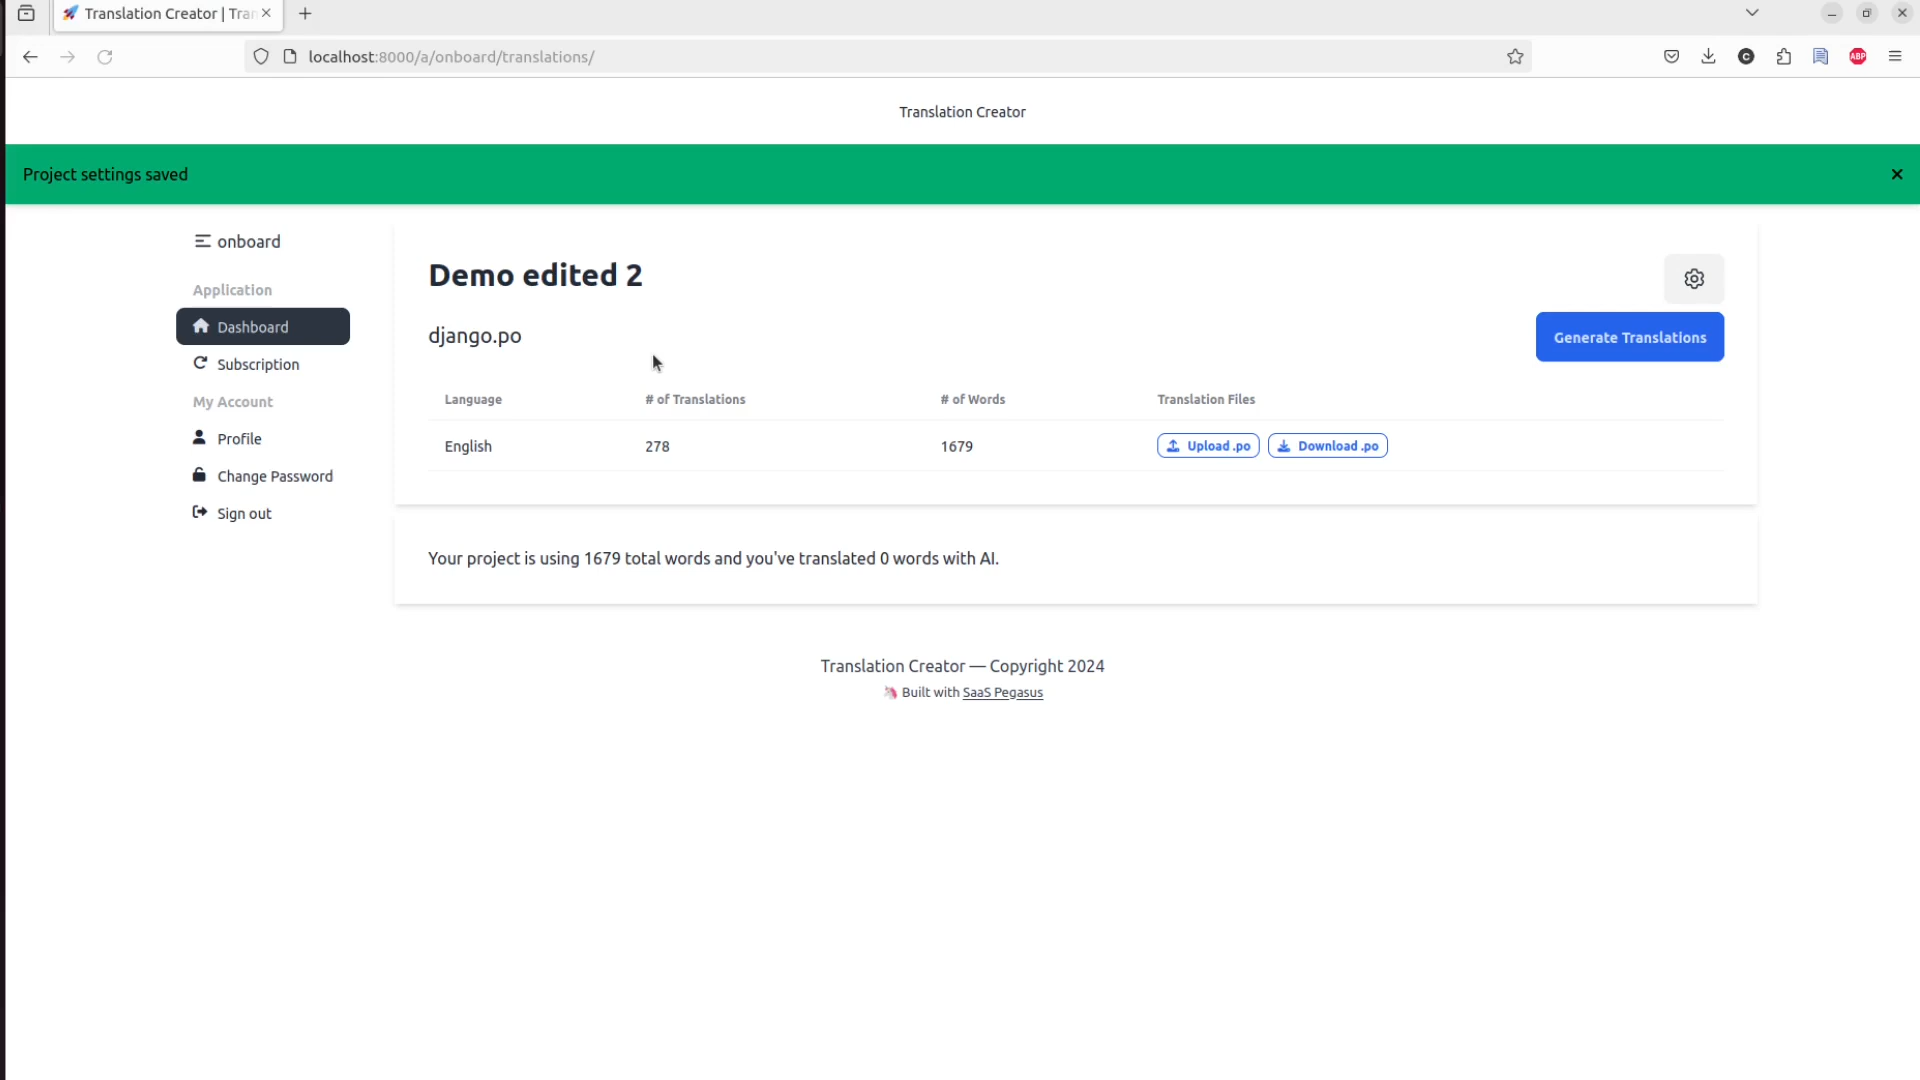 Translation Creator | Tran
localhost:8000/a/onboard/translations/
ABP
Translation Creator
Project settings saved
onboard
Application
Dashboard
Subscription
My Account
Profile
Change Password
Sign out
Demo edited 2
django.po
Generate Translations
Language # of Translations # of Words Translation Files
English 278 1679 Upload .po Download .po
Your project is using 1679 total words and you've translated 0 words with AI.
Translation Creator — Copyright 2024
Built with SaaS Pegasus